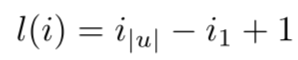 l(i) = i_{|u|} − i_1 + 1